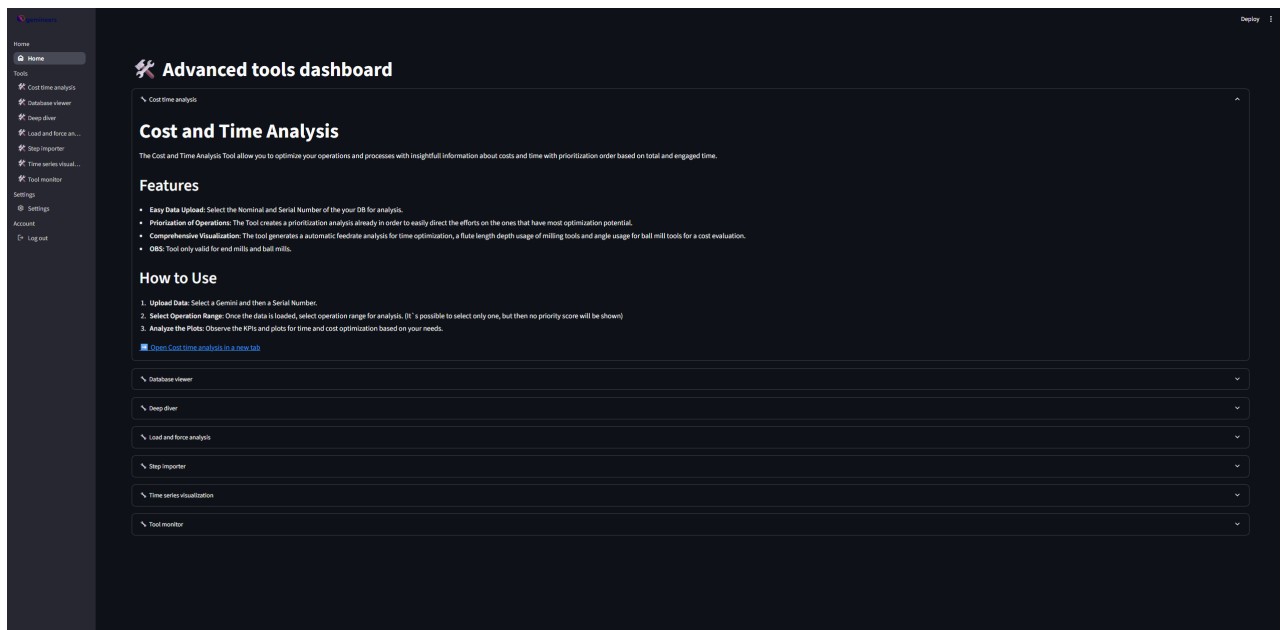 Deploy
Home
Home
Tools
Cost time analysis
Database viewer
Deep diver
Load and force an...
Step Importer
Time series visual...
Tool monitor
Settings
Settings
Account
Log out
Advanced tools dashboard
Cost time analysis
Cost and Time Analysis
The Cost and Time Analysis Tool allow you to optimize your operations and processes with insightfull information about costs and time with prioritization order based on total and engaged time.
Features
• Easy Data Upload: Select the Nominal and Serial Number of the your DB for analysis.
• Priorization of Operations: The Tool creates a prioritization analysis already in order to easily direct the efforts on the ones that have most optimization potential.
• Comprehensive Visualization: The tool generates a automatic feedrate analysis for time optimization, a flute length depth usage of milling tools and angle usage for ball mill tools for a cost evaluation.
• OBS: Tool only valid for end mills and ball mills.
How to Use
1. Upload Data: Select a Gemini and then a Serial Number.
2. Select Operation Range: Once the data is loaded, select operation range for analysis. (It`s possible to select only one, but then no priority score will be shown)
3. Analyze the Plots: Observe the KPIs and plots for time and cost optimization based on your needs.
Open Cost time analysis in a new tab
Database viewer
Deep diver
Load and force analysis
Step Importer
Time series visualization
Tool monitor